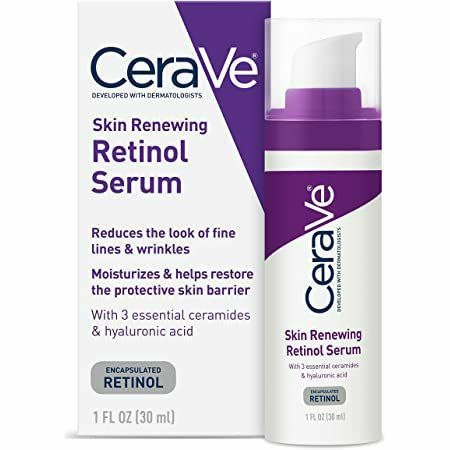 CeraVe®
DEVELOPED WITH DERMATOLOGISTS
Skin Renewing
Retinol
Serum
Reduces the look of fine
lines & wrinkles
Moisturizes & helps restore
the protective skin barrier
With 3 essential ceramides
& hyaluronic acid
ENCAPSULATED
RETINOL
1 FL OZ (30 ml)
CeraVe®
DEVELOPED WITH DERMATOLOGISTS
Skin Renewing
Retinol Serum
With 3 essential ceramides
& hyaluronic acid
ENCAPSULATED
RETINOL
1 FL OZ (30 ml)